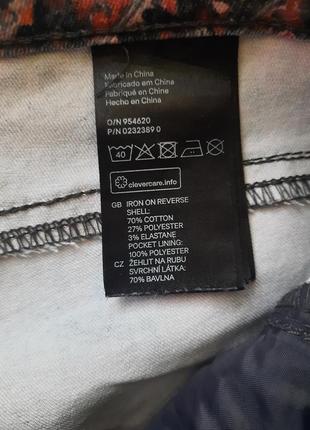 Made in China
Fabricado em China
Fabriqué en Chine
Hecho en China
O/N 954620
P/N 0232389 0
40
clevercare.info
GB IRON ON REVERSE
SHELL:
70% COTTON
27% POLYESTER
3% ELASTANE
POCKET LINING:
100% POLYESTER
CZ ŽEHLIT NA RUBU
SVRCHNÍ LÁTKA:
70% BAVLNA